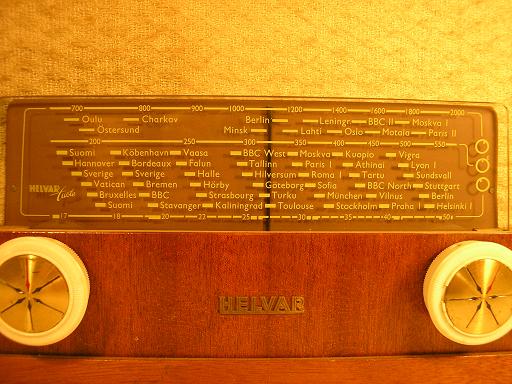 700 800 900 1000 1200 1400 1600 1800 2000
Oulu Charkov Berlin Leningr. BBC II Moskva I
Östersund Minsk Lahti Oslo Motala Paris II
200 250 300 350 400 450 500 550
Suomi Köbenhavn Vaasa BBC West Moskva Kuopio Vigra
Hannover Bordeaux Falun Tallinn Paris I Athinai Lyon I
Sverige Sverige Halle Hilversum Roma I Tartu Sundsvall
Vatican Bremen Hörby Göteborg Sofia BBC North Stuttgart
HELVAR
Bruxelles BBC Strasbourg Turku München Vilnus Berlin
Suomi Stavanger Kaliningrad Toulouse Stockholm Praha I Helsinki I
17 18 20 22 25 30 35 40 50
HELVAR